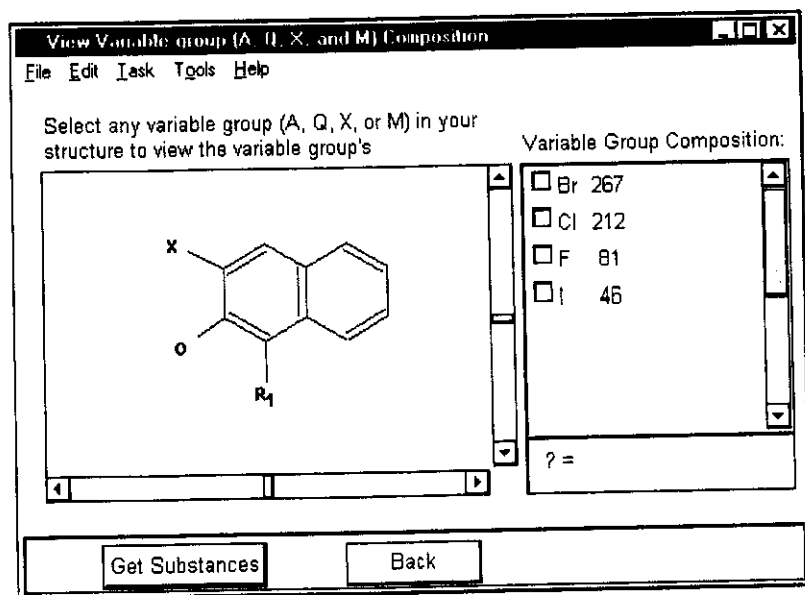 View Variable group (A, Q, X, and M) Composition
File Edit Task Tools Help
Select any variable group (A, Q, X, or M) in your
structure to view the variable group's
Variable Group Composition:
X
O
R1
Br 267
Cl 212
F 81
I 46
? =
Get Substances
Back